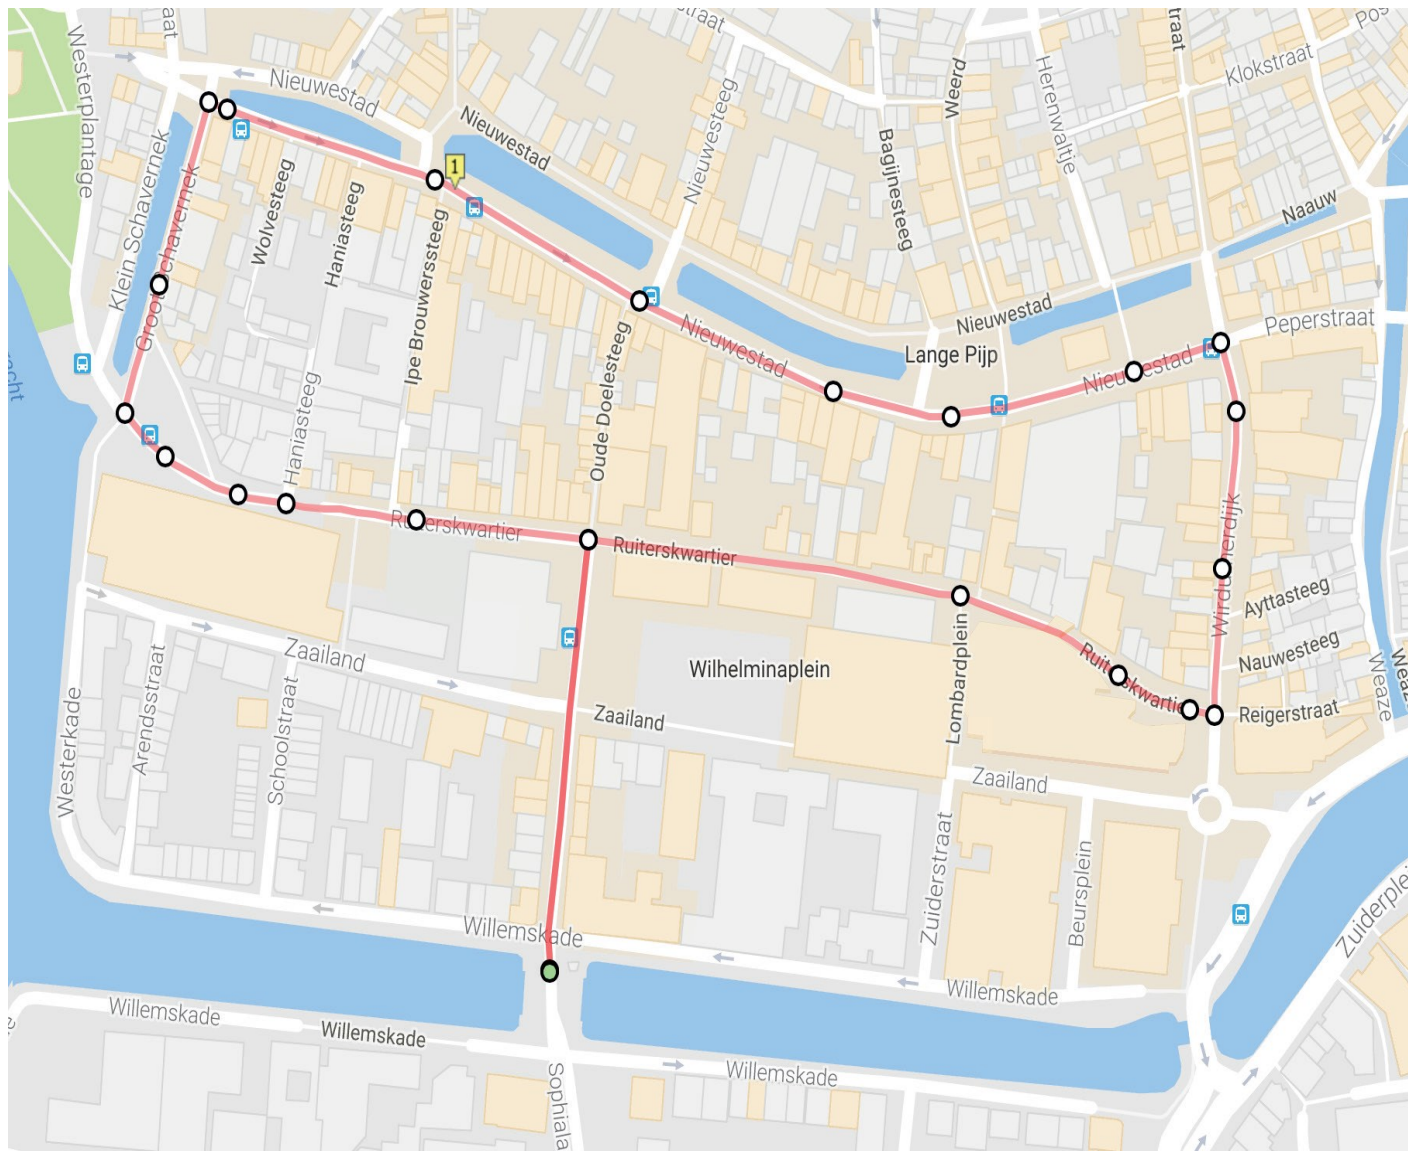 Westerplantage
Nieuwestad
1
Nieuwestad
Nieuwesteeg
Bagijnesteeg
Weerd
Herenwaltje
Klokstraat
Naauw
Klein Schavernek
Groot Schavernek
Wolvesteeg
Haniasteeg
Ipe Brouwerssteeg
Oude Doelesteeg
Nieuwestad
Lange Pijp
Nieuwestad
Nieuwestad
Peperstraat
Haniasteeg
Ruiterskwartier
Ruiterskwartier
Wirdumerdijk
Ayttasteeg
Nauwesteeg
Weaze
Ruiterskwartier
Reigerstraat
Zaailand
Wilhelminaplein
Lombardplein
Zaailand
Zaailand
Westerkade
Arendsstraat
Schoolstraat
Zuiderstraat
Beursplein
Willemskade
Willemskade
Willemskade
Willemskade
Willemskade
Sophiala